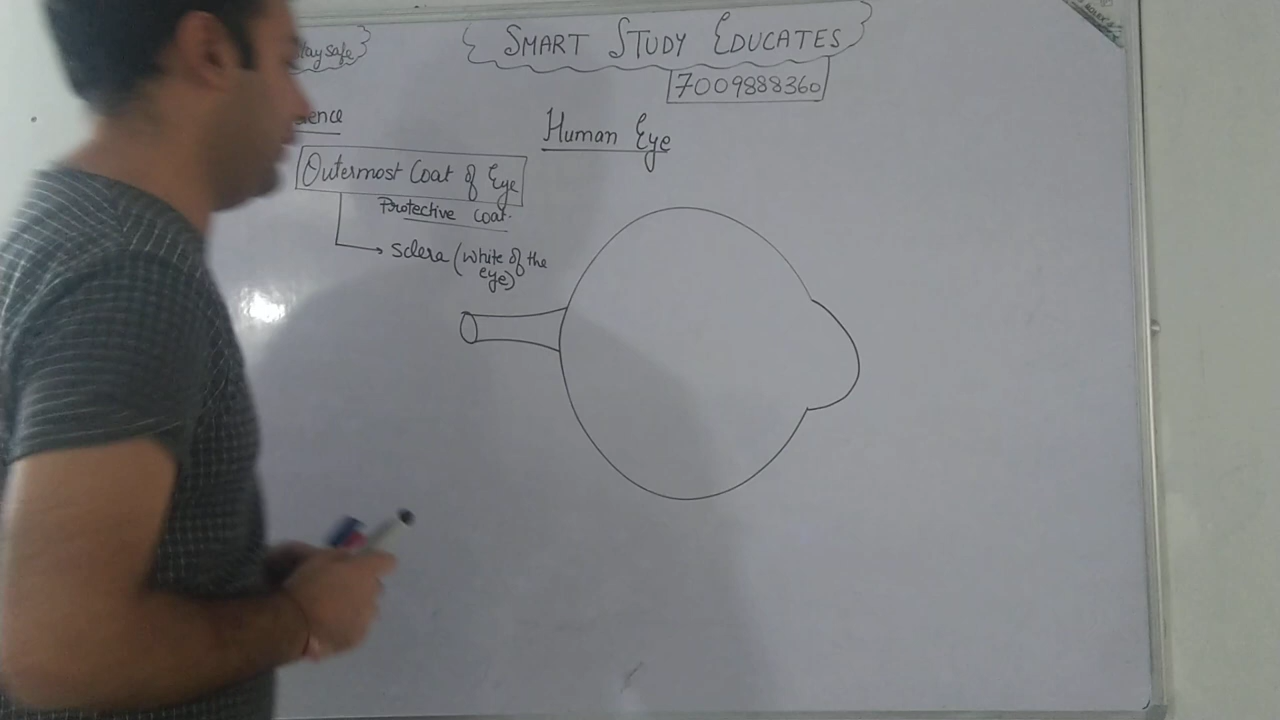 SMART STUDY EDUCATES
7009888360
Human Eye
Outermost Coat of Eye
Protective coat.
Sclera (white of the
eye)